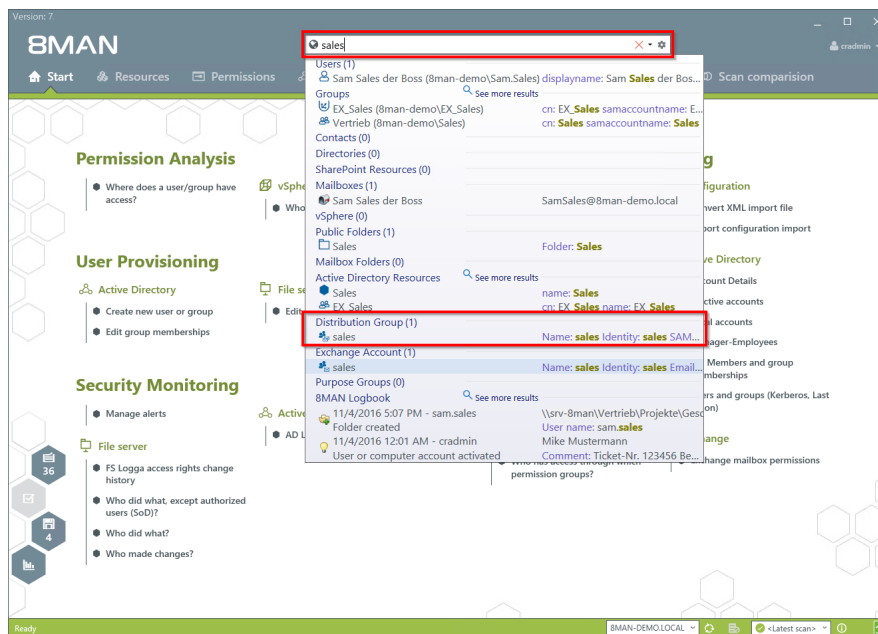 Version: 7
8MAN
sales
cradmin
Start
Resources
Permissions
Scan comparision
Users (1)
Sam Sales der Boss (8man-demo\Sam.Sales) displayname: Sam Sales der Bos...
Groups See more results
EX_Sales (8man-demo\EX_Sales) cn: EX_Sales samaccountname: E...
Vertrieb (8man-demo\Sales) cn: Sales samaccountname: Sales
Contacts (0)
Directories (0)
SharePoint Resources (0)
Mailboxes (1)
Sam Sales der Boss SamSales@8man-demo.local
vSphere (0)
Public Folders (1)
Sales Folder: Sales
Mailbox Folders (0)
Active Directory Resources See more results
Sales name: Sales
EX_Sales cn: EX_Sales name: EX_Sales
Distribution Group (1)
sales Name: sales Identity: sales SAM...
Exchange Account (1)
sales Name: sales Identity: sales Email...
Purpose Groups (0)
8MAN Logbook See more results
11/4/2016 5:07 PM - sam.sales \\srv-8man\Vertrieb\Projekte\Gesc
Folder created User name: sam.sales
11/4/2016 12:01 AM - cradmin Mike Mustermann
User or computer account activated Comment: Ticket-Nr. 123456 Be...
Permission Analysis
Where does a user/group have
access?
vSphe
Who
User Provisioning
Active Directory
Create new user or group
Edit group memberships
File se
Edit
Security Monitoring
Manage alerts
File server
FS Logga access rights change
history
Who did what, except authorized
users (SoD)?
Who did what?
Who made changes?
Active
AD L
Who has access through which
permission groups?
g
figuration
nvert XML import file
port configuration import
ve Directory
count Details
ctive accounts
al accounts
nager-Employees
Members and group
mberships
ers and groups (Kerberos, Last
on)
ange
xchange mailbox permissions
36
4
Ready
8MAN-DEMO.LOCAL
<Latest scan>